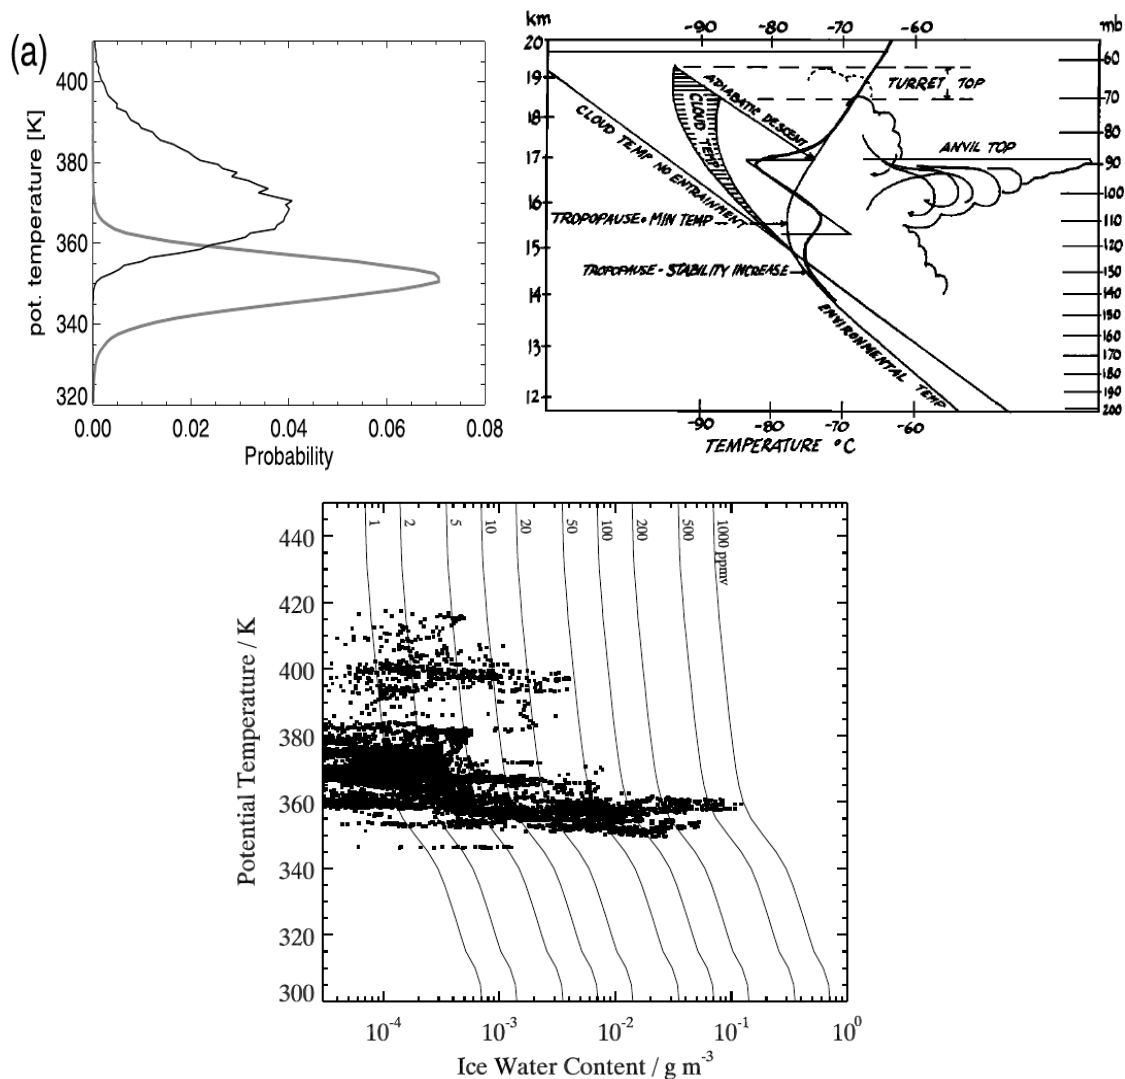 (a)
pot. temperature [K]
400
380
360
340
320
0.00 0.02 0.04 0.06 0.08
Probability
km
-90 -80 -70 -60
mb
20
19
18
17
16
15
14
13
12
60
70
80
90
100
110
120
130
140
150
160
170
180
190
200
TURRET TOP
ADIABATIC DESCENT
CLOUD TEMP
CLOUD TEMP NO ENTRAINMENT
ANVIL TOP
TROPOPAUSE - MIN TEMP
TROPOPAUSE - STABILITY INCREASE
ENVIRONMENTAL TEMP
-90 -80 -70 -60
TEMPERATURE °C
Potential Temperature / K
440
420
400
380
360
340
320
300
1 2 5 10 20 50 100 200 500 1000 ppmv
10-4 10-3 10-2 10-1 100
Ice Water Content / g m-3